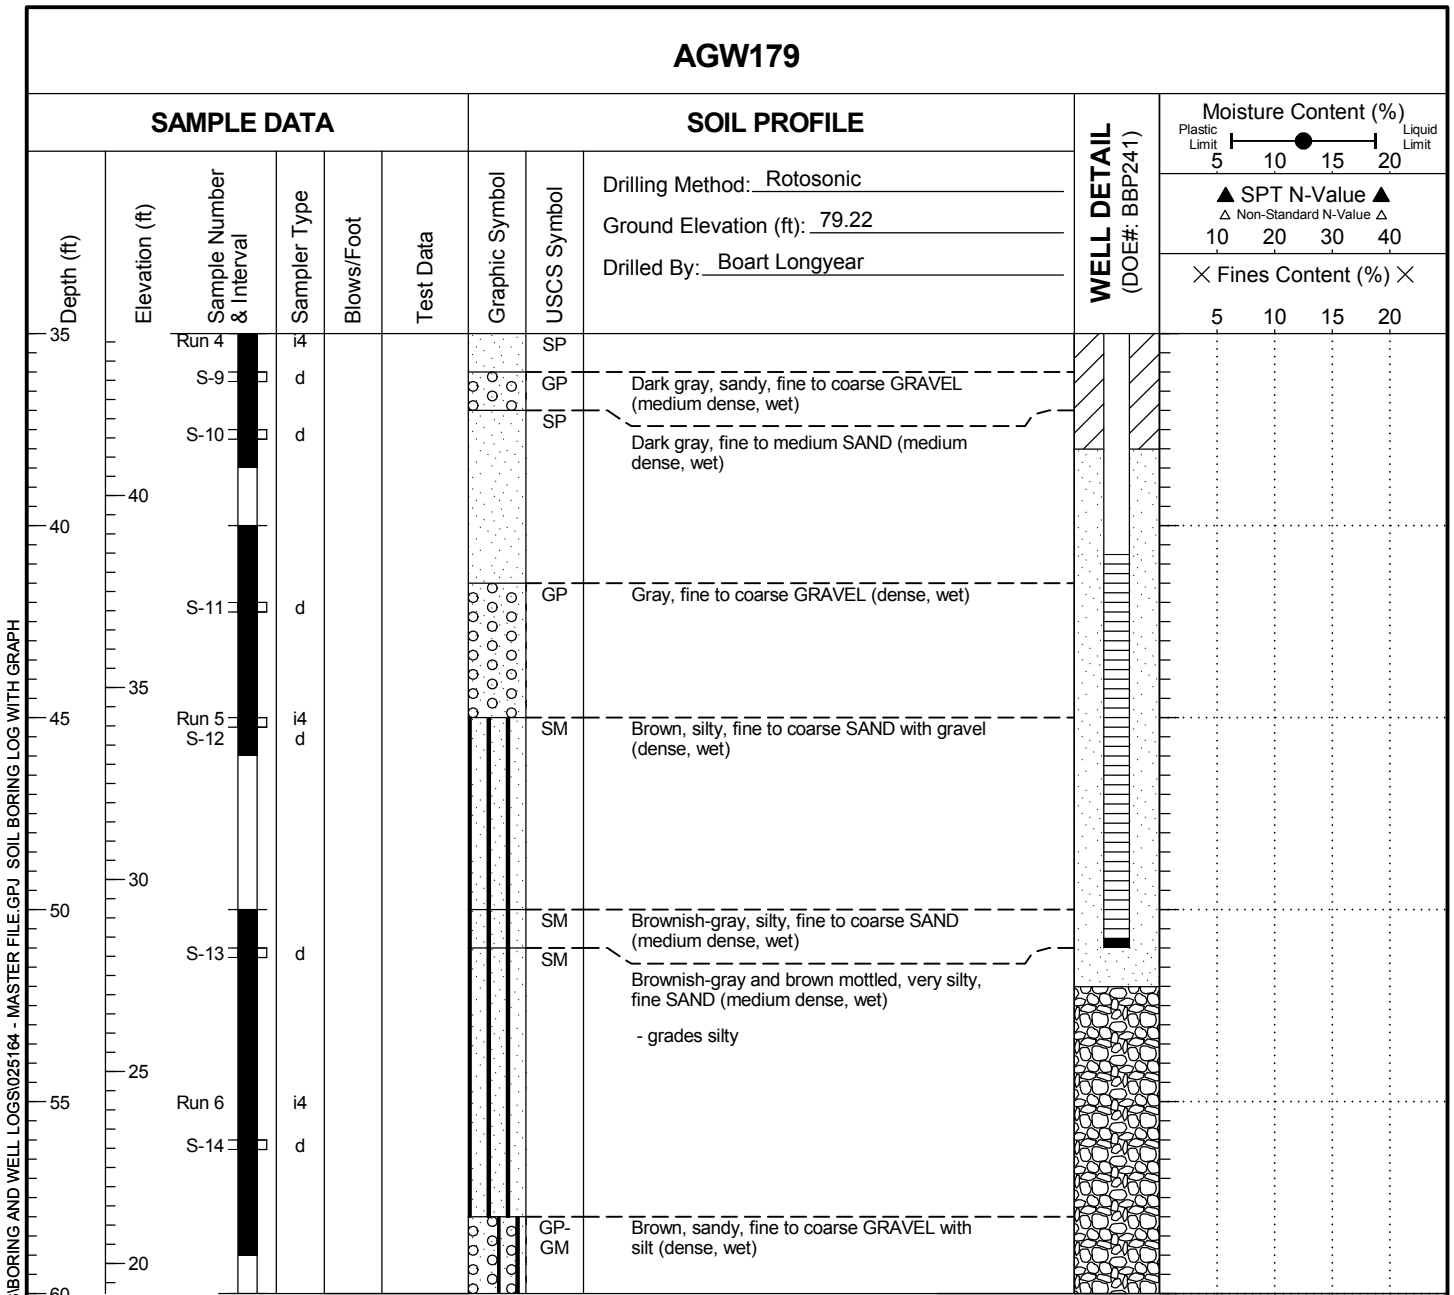 AGW179
SAMPLE DATA
SOIL PROFILE
Depth (ft)
Elevation (ft)
Sample Number
& Interval
Sampler Type
Blows/Foot
Test Data
Graphic Symbol
USCS Symbol
Drilling Method: Rotosonic
Ground Elevation (ft): 79.22
Drilled By: Boart Longyear
WELL DETAIL
(DOE#: BBP241)
Moisture Content (%)
Plastic
Limit
Liquid
Limit
5 10 15 20
▲ SPT N-Value ▲
△ Non-Standard N-Value △
10 20 30 40
✕ Fines Content (%) ✕
5 10 15 20
35
Run 4 i4
SP
S-9 d
GP
Dark gray, sandy, fine to coarse GRAVEL
(medium dense, wet)
SP
S-10 d
Dark gray, fine to medium SAND (medium
dense, wet)
40
40
S-11 d
GP
Gray, fine to coarse GRAVEL (dense, wet)
35
45
Run 5 i4
S-12 d
SM
Brown, silty, fine to coarse SAND with gravel
(dense, wet)
30
50
SM
Brownish-gray, silty, fine to coarse SAND
(medium dense, wet)
S-13 d
SM
Brownish-gray and brown mottled, very silty,
fine SAND (medium dense, wet)
- grades silty
25
55
Run 6 i4
S-14 d
GP-
GM
Brown, sandy, fine to coarse GRAVEL with
silt (dense, wet)
20
60
\BORING AND WELL LOGS\025164 - MASTER FILE.GPJ SOIL BORING LOG WITH GRAPH